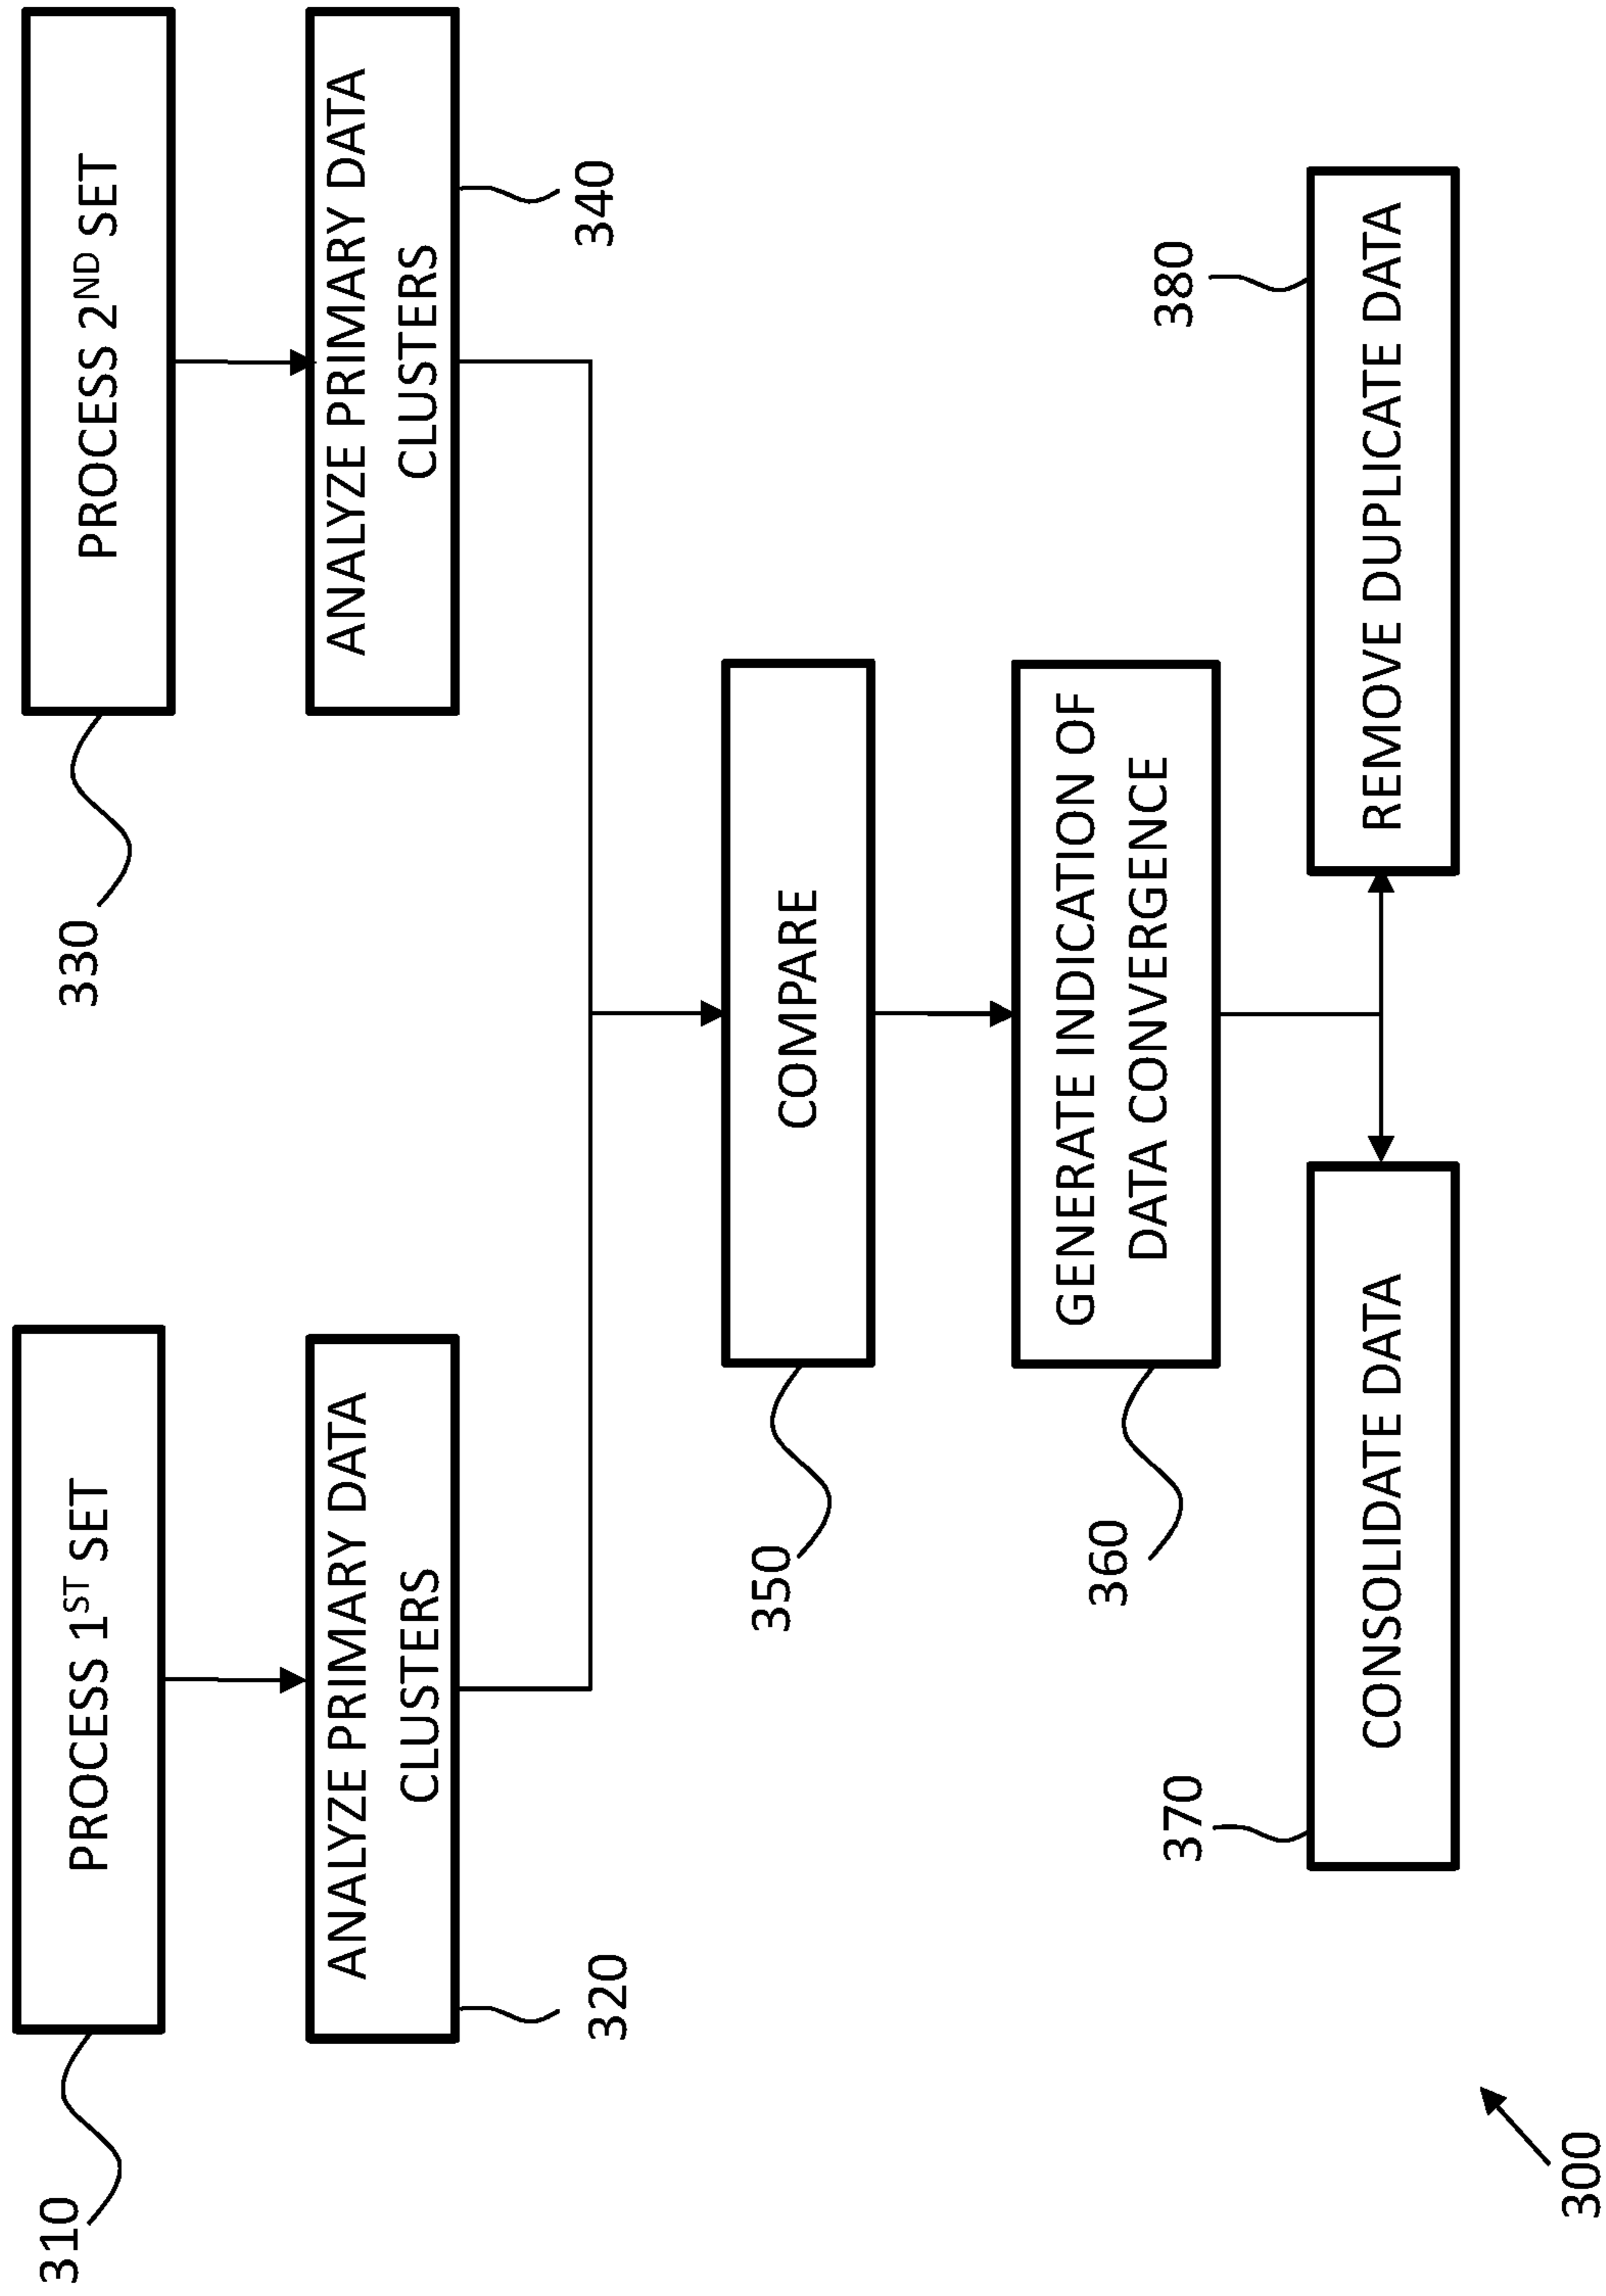 310
PROCESS 1ST SET
330
PROCESS 2ND SET
ANALYZE PRIMARY DATA
CLUSTERS
320
ANALYZE PRIMARY DATA
CLUSTERS
340
350
COMPARE
360
GENERATE INDICATION OF
DATA CONVERGENCE
370
CONSOLIDATE DATA
380
REMOVE DUPLICATE DATA
300